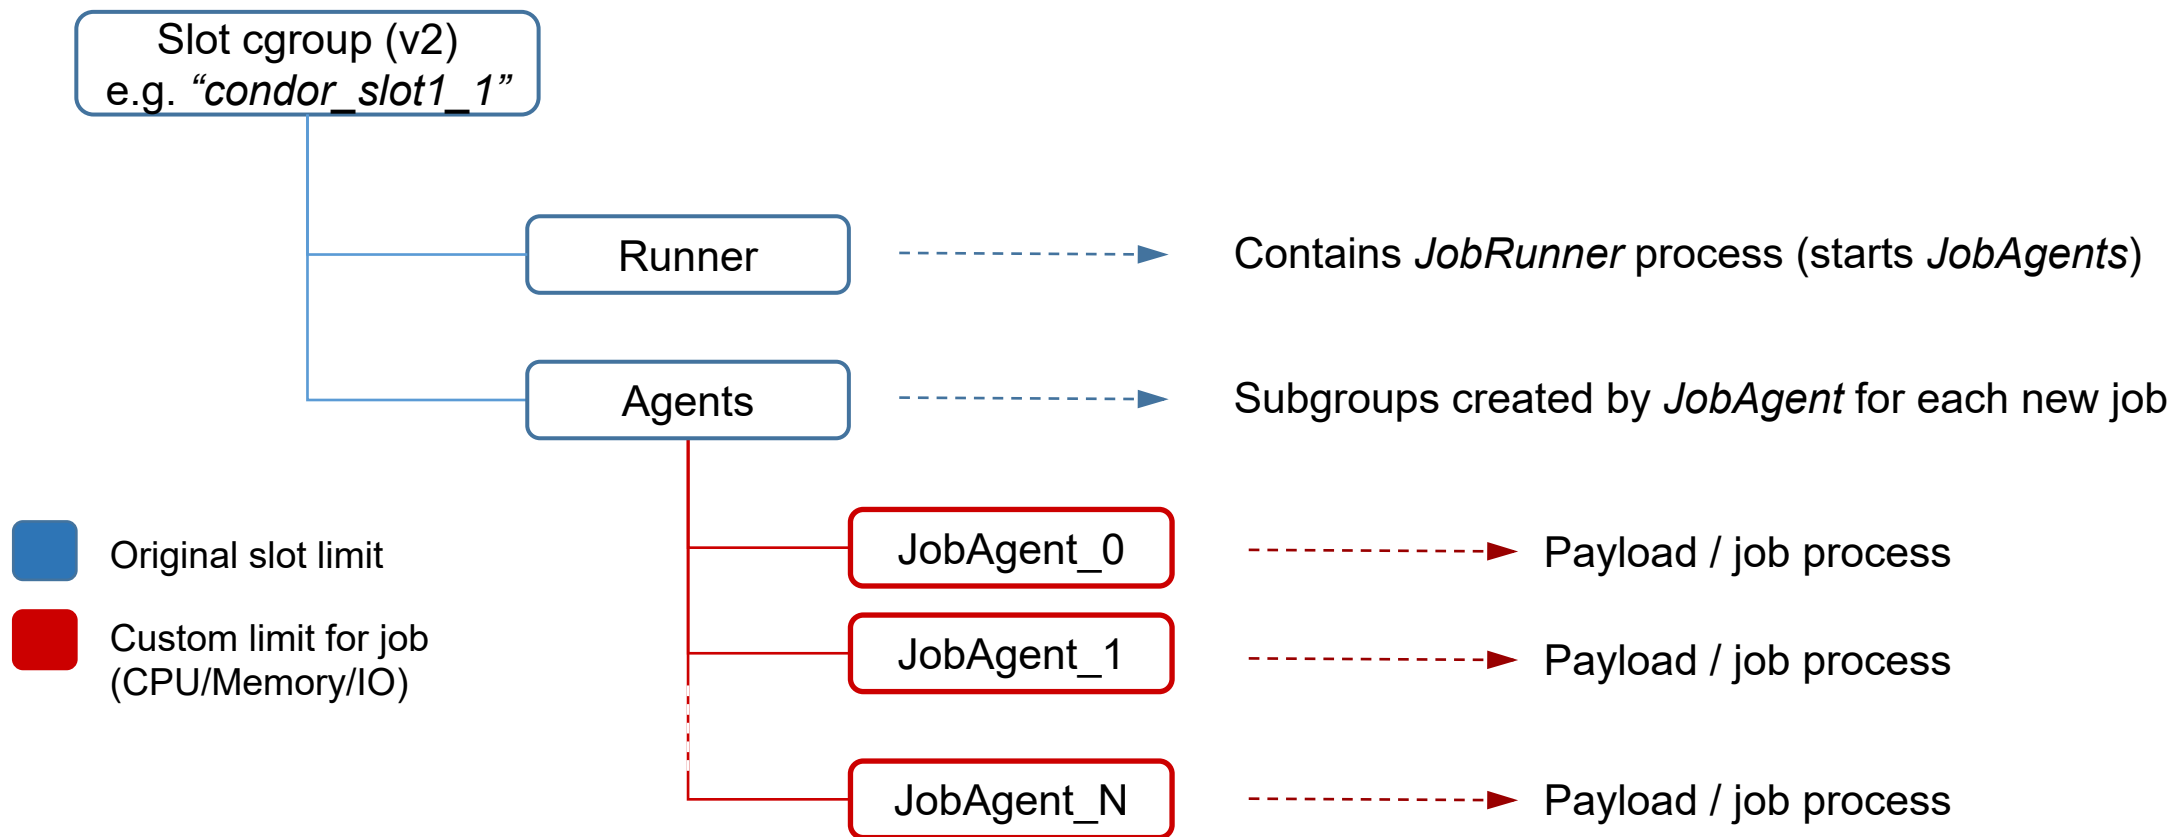 Slot cgroup (v2)
e.g. “condor_slot1_1”
Runner
Contains JobRunner process (starts JobAgents)
Agents
Subgroups created by JobAgent for each new job
JobAgent_0
Payload / job process
Original slot limit
JobAgent_1
Payload / job process
Custom limit for job
(CPU/Memory/IO)
JobAgent_N
Payload / job process